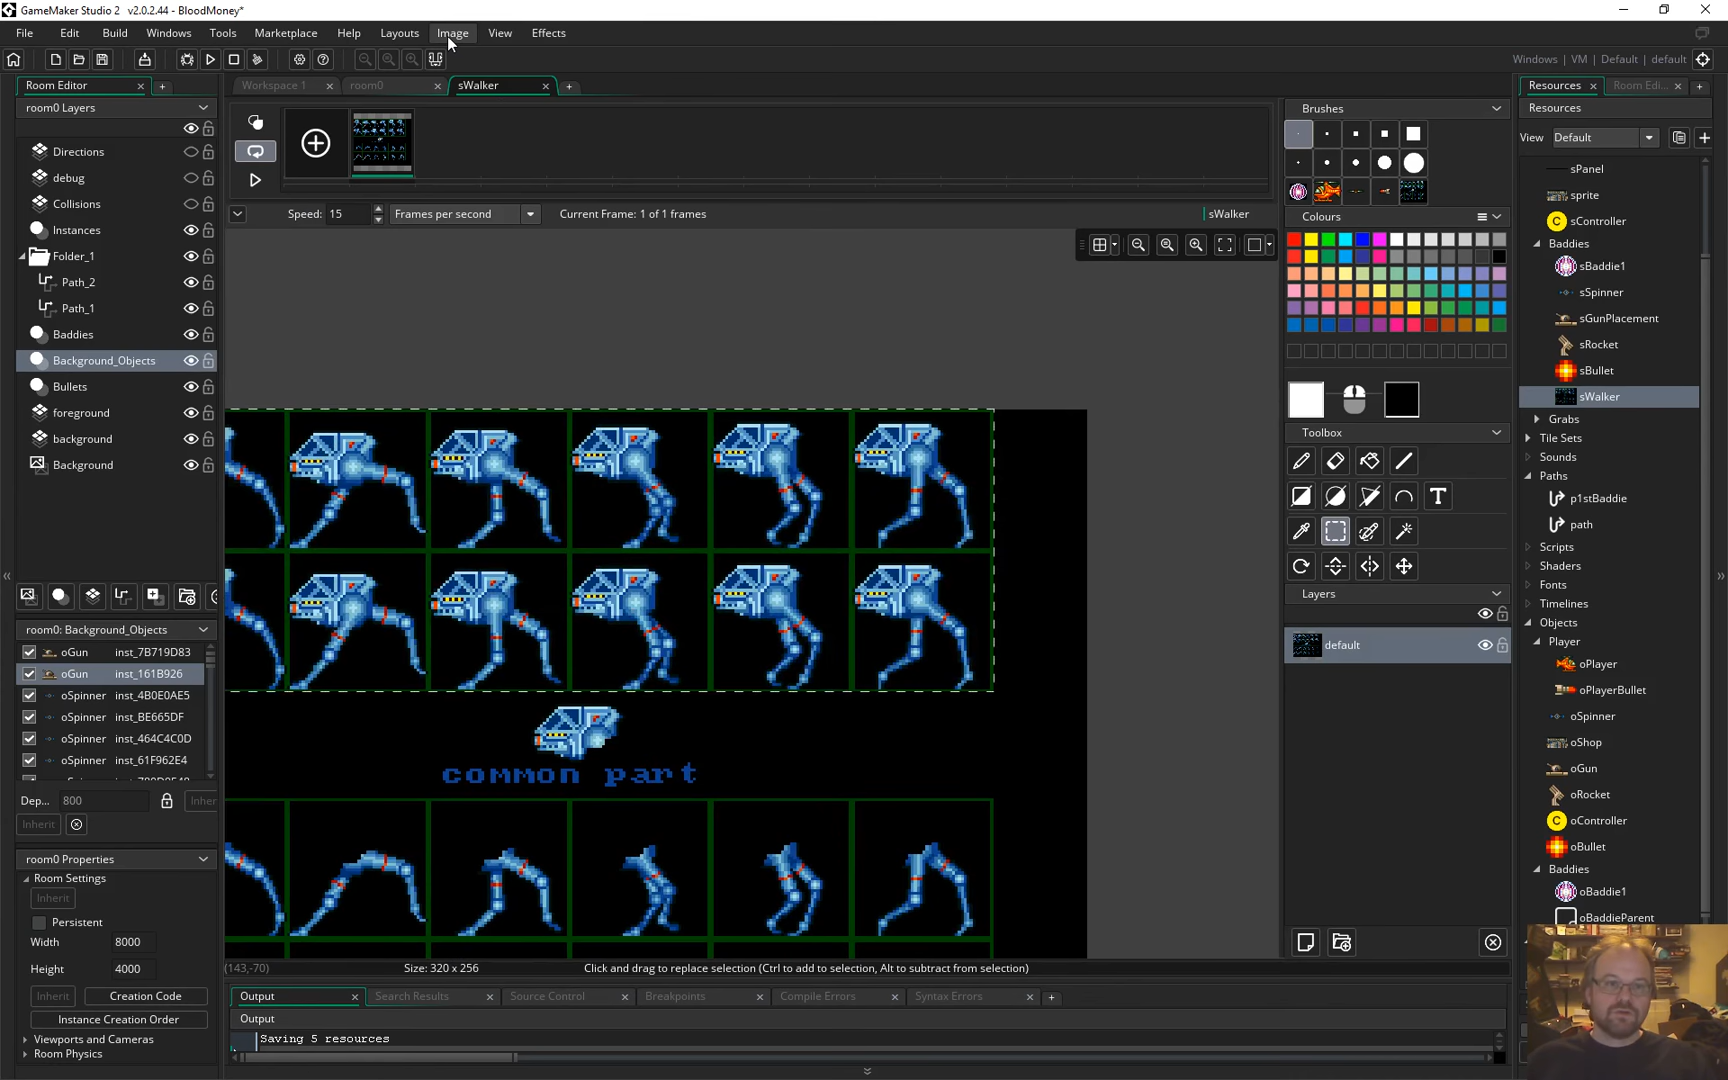 GameMaker Studio 2 v2.0.2.44 - BloodMoney*
File Edit Build Windows Tools Marketplace Help Layouts Image View Effects
Windows | VM | Default | default
Room Editor
Workspace 1 room0 sWalker
Resources Room Edi...
room0 Layers
Directions
debug
Collisions
Instances
Folder_1
Path_2
Path_1
Baddies
Background_Objects
Bullets
foreground
background
Background
room0: Background_Objects
oGun inst_7B719D83
oGun inst_161B926
oSpinner inst_4B0E0AE5
oSpinner inst_BE665DF
oSpinner inst_464C4C0D
oSpinner inst_61F962E4
Dep... 800 Inher
Inherit
room0 Properties
Room Settings
Inherit
Persistent
Width 8000
Height 4000
Inherit Creation Code
Instance Creation Order
Viewports and Cameras
Room Physics
Speed: 15 Frames per second Current Frame: 1 of 1 frames sWalker
common part
(143,-70) Size: 320 x 256 Click and drag to replace selection (Ctrl to add to selection, Alt to subtract from selection)
Output Search Results Source Control Breakpoints Compile Errors Syntax Errors
Output
Saving 5 resources
Brushes
Colours
Toolbox
T
Layers
default
Resources
View Default
sPanel
sprite
C sController
Baddies
sBaddie1
sSpinner
sGunPlacement
sRocket
sBullet
sWalker
Grabs
Tile Sets
Sounds
Paths
p1stBaddie
path
Scripts
Shaders
Fonts
Timelines
Objects
Player
oPlayer
oPlayerBullet
oSpinner
oShop
oGun
oRocket
C oController
oBullet
Baddies
oBaddie1
oBaddieParent